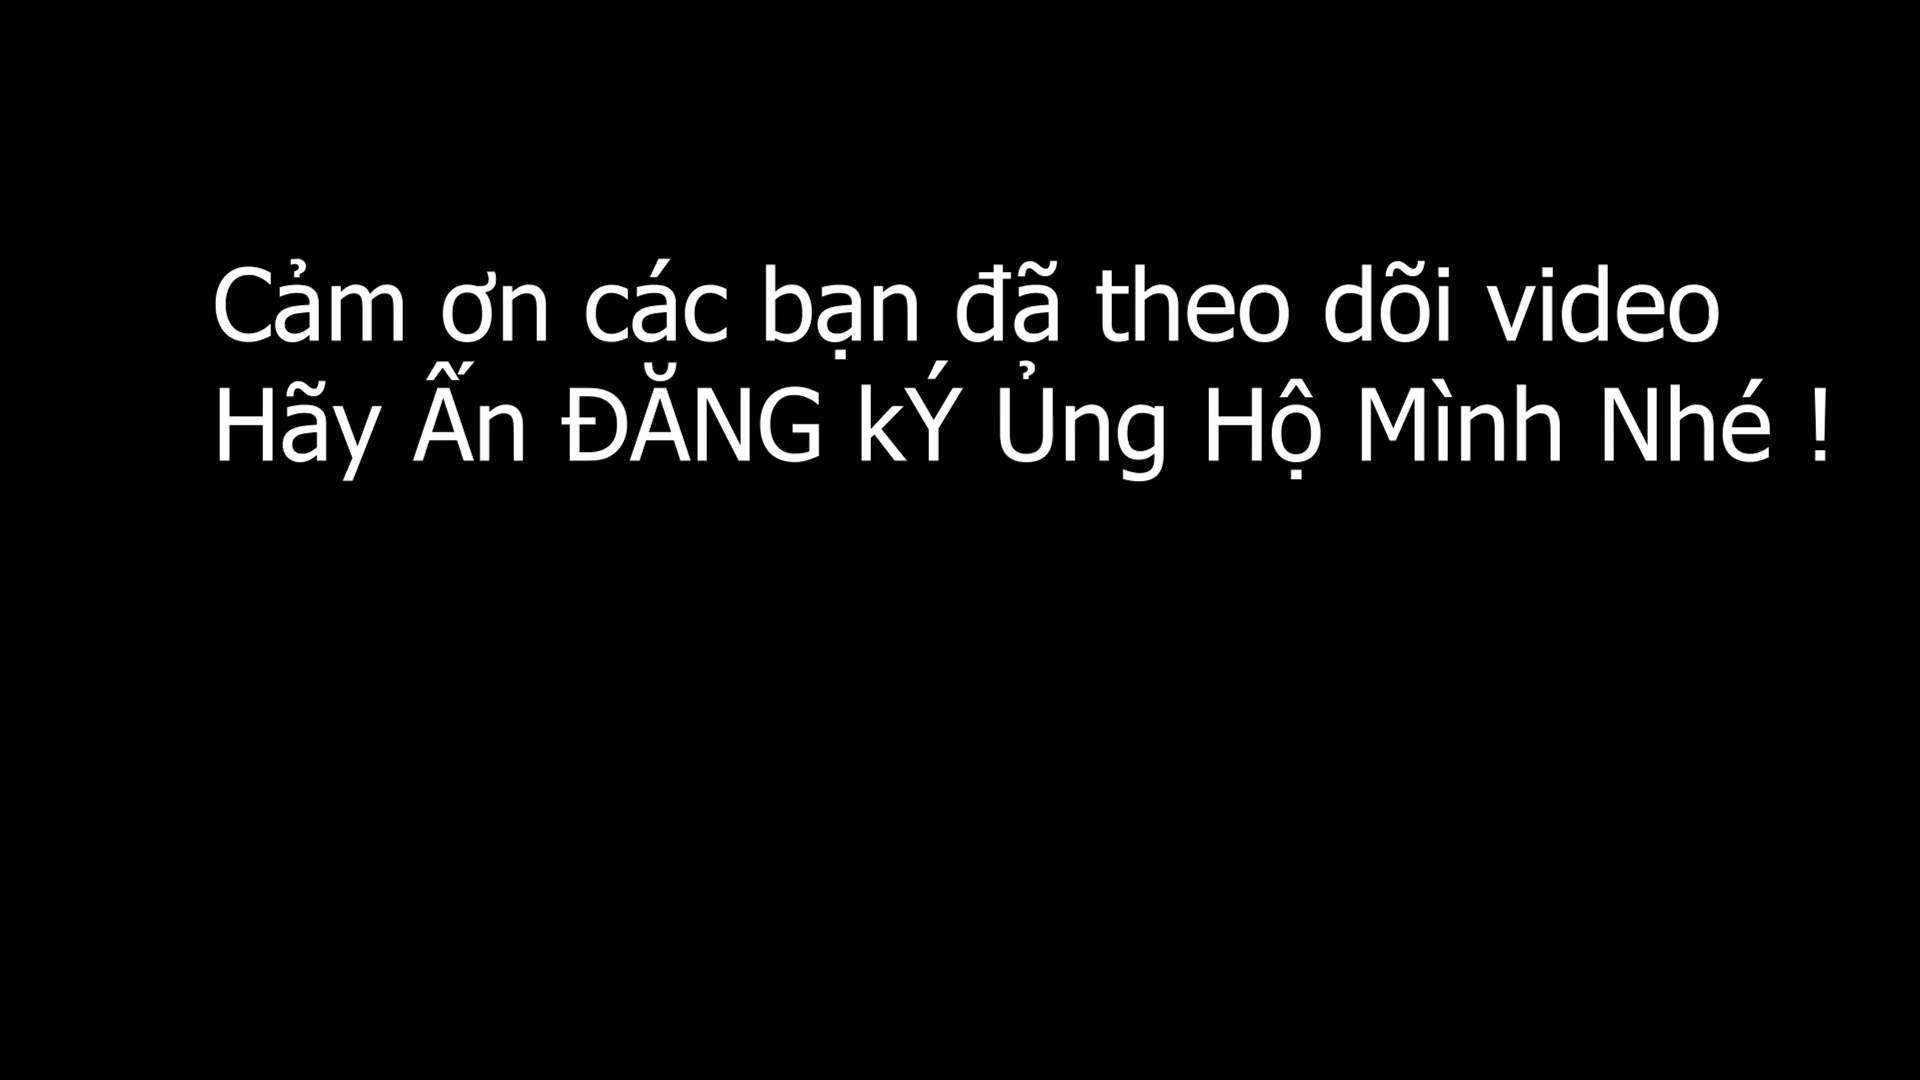 Cảm ơn các bạn đã theo dõi video
Hãy Ấn ĐĂNG kÝ Ủng Hộ Mình Nhé !